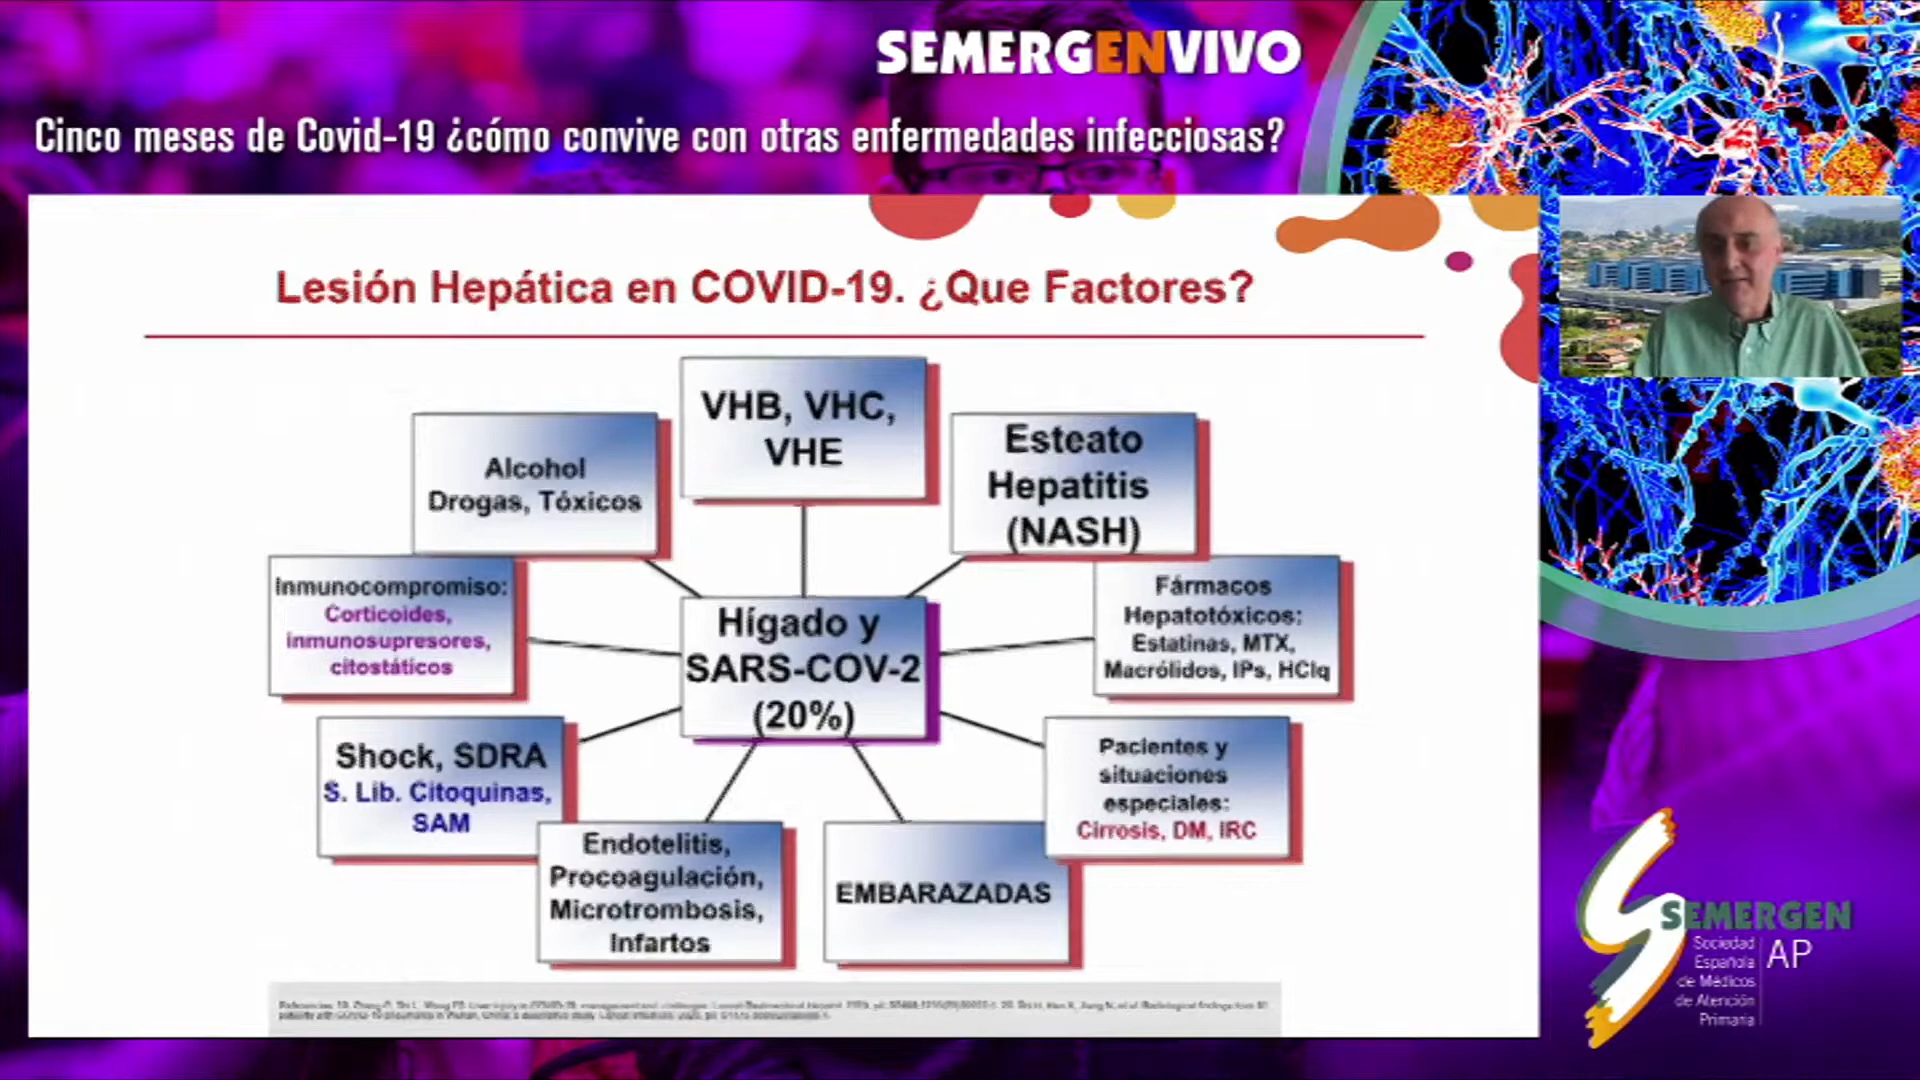 SEMERGENVIVO
Cinco meses de Covid-19 ¿cómo convive con otras enfermedades infecciosas?
Lesión Hepática en COVID-19. ¿Que Factores?
VHB, VHC,
VHE
Alcohol
Drogas, Tóxicos
Esteato
Hepatitis
(NASH)
Inmunocompromiso:
Corticoides,
inmunosupresores,
citostáticos
Hígado y
SARS-COV-2
(20%)
Fármacos
Hepatotóxicos:
Estatinas, MTX,
Macrólidos, IPs, HClq
Shock, SDRA
S. Lib. Citoquinas,
SAM
Pacientes y
situaciones
especiales:
Cirrosis, DM, IRC
Endotelitis,
Procoagulación,
Microtrombosis,
Infartos
EMBARAZADAS
SEMERGEN
Sociedad
Española
de Médicos
de Atención
Primaria
AP